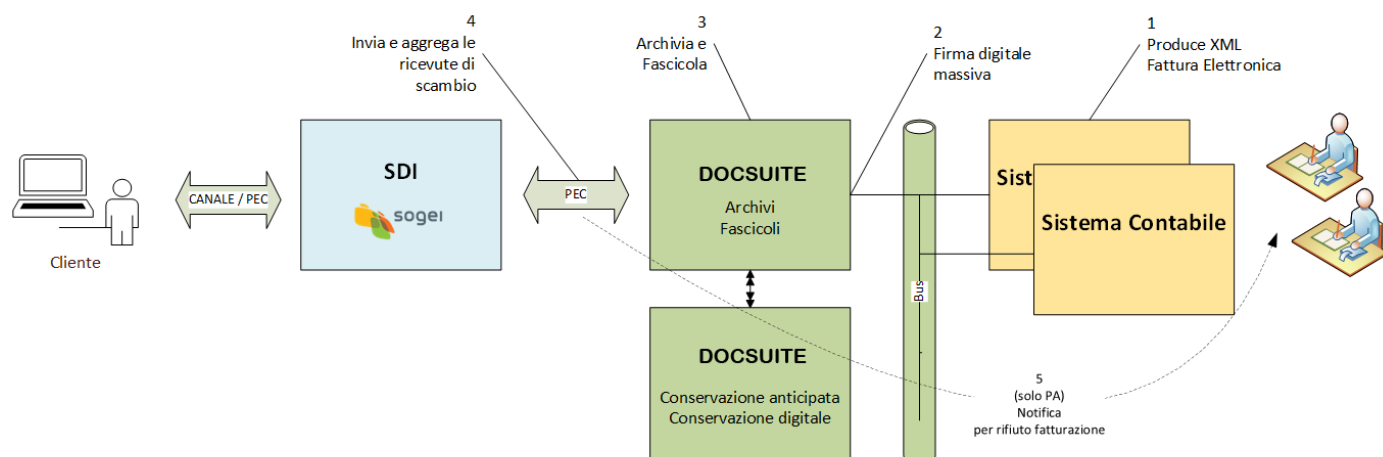 4
Invia e aggrega le
ricevute di
scambio
3
Archivia e
Fascicola
2
Firma digitale
massiva
1
Produce XML
Fattura Elettronica
Cliente
CANALE / PEC
SDI
sogei
PEC
DOCSUITE
Archivi
Fascicoli
DOCSUITE
Conservazione anticipata
Conservazione digitale
Bus
Sist
Sistema Contabile
5
(solo PA)
Notifica
per rifiuto fatturazione